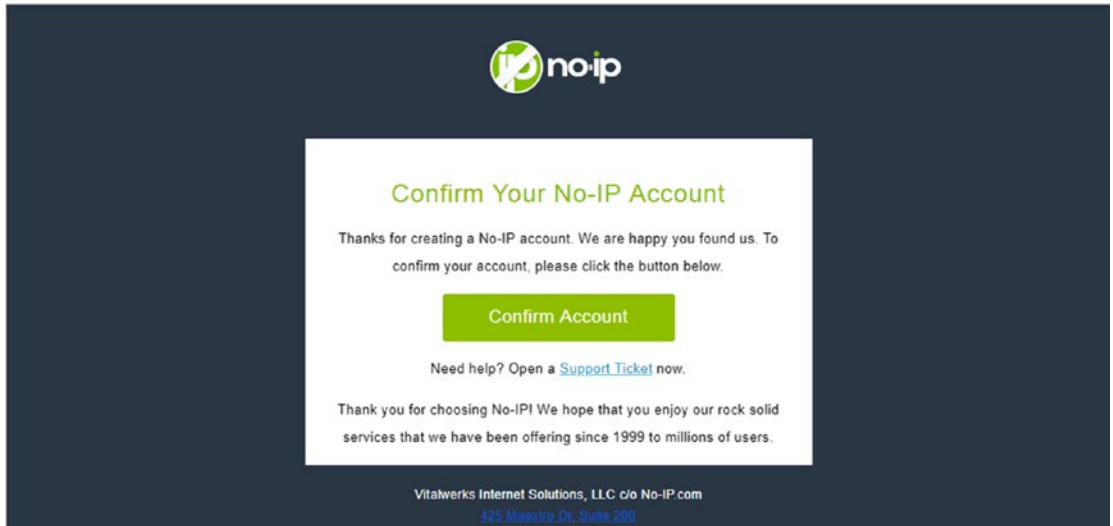 no·ip
Confirm Your No-IP Account
Thanks for creating a No-IP account. We are happy you found us. To
confirm your account, please click the button below.
Confirm Account
Need help? Open a Support Ticket now.
Thank you for choosing No-IP! We hope that you enjoy our rock solid
services that we have been offering since 1999 to millions of users.
Vitalwerks Internet Solutions, LLC c/o No-IP.com
425 Maestro Dr, Suite 200